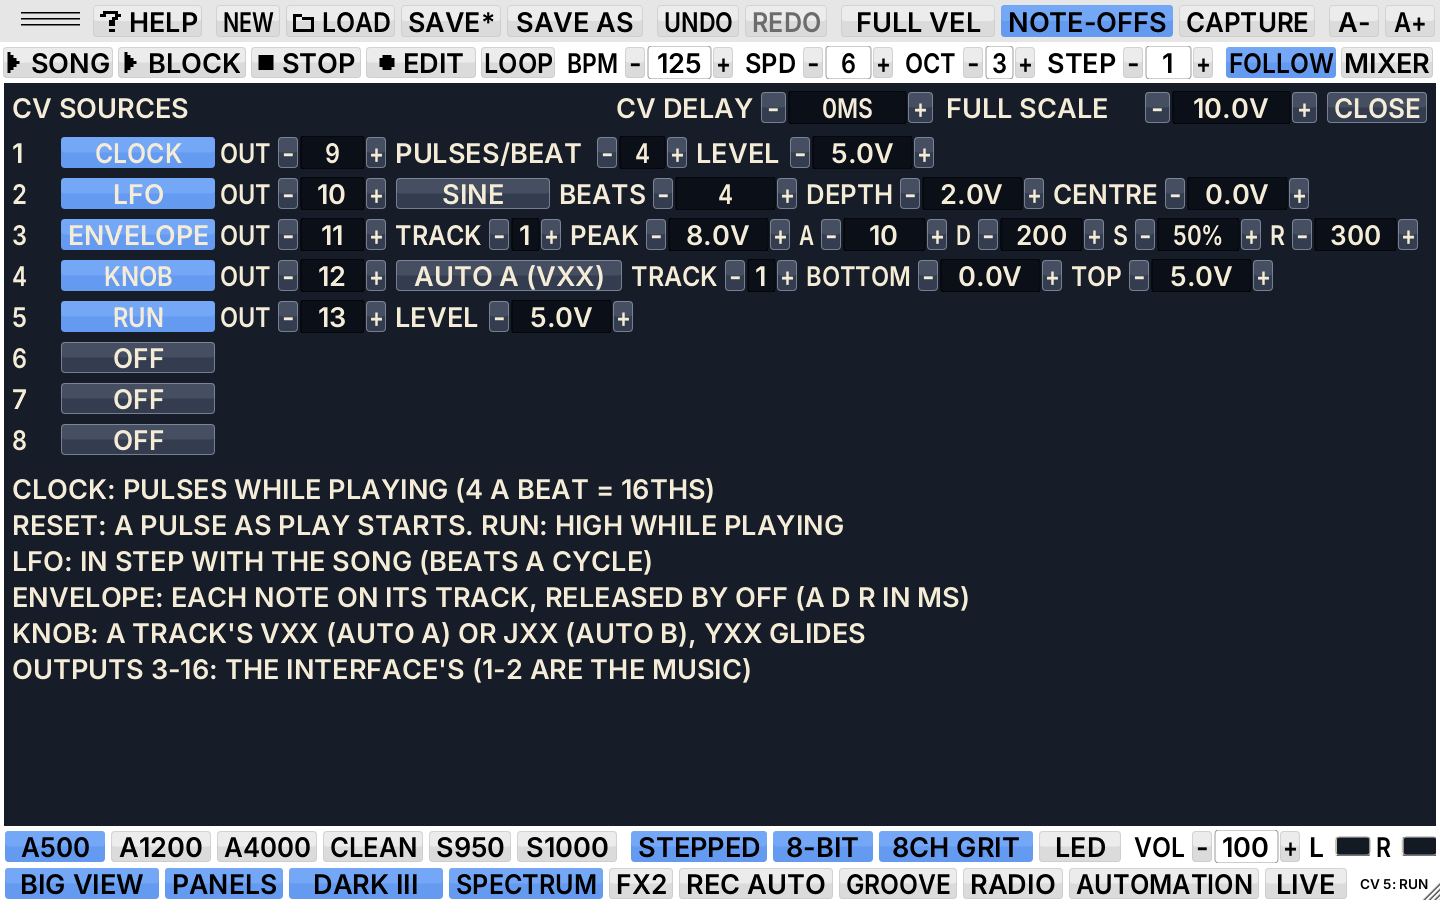 HELP NEW LOAD SAVE* SAVE AS UNDO REDO FULL VEL NOTE-OFFS CAPTURE A- A+
SONG BLOCK STOP EDIT LOOP BPM - 125 + SPD - 6 + OCT - 3 + STEP - 1 + FOLLOW MIXER
CV SOURCES CV DELAY - 0MS + FULL SCALE - 10.0V + CLOSE
1 CLOCK OUT - 9 + PULSES/BEAT - 4 + LEVEL - 5.0V +
2 LFO OUT - 10 + SINE BEATS - 4 + DEPTH - 2.0V + CENTRE - 0.0V +
3 ENVELOPE OUT - 11 + TRACK - 1 + PEAK - 8.0V + A - 10 + D - 200 + S - 50% + R - 300 +
4 KNOB OUT - 12 + AUTO A (VXX) TRACK - 1 + BOTTOM - 0.0V + TOP - 5.0V +
5 RUN OUT - 13 + LEVEL - 5.0V +
6 OFF
7 OFF
8 OFF
CLOCK: PULSES WHILE PLAYING (4 A BEAT = 16THS)
RESET: A PULSE AS PLAY STARTS. RUN: HIGH WHILE PLAYING
LFO: IN STEP WITH THE SONG (BEATS A CYCLE)
ENVELOPE: EACH NOTE ON ITS TRACK, RELEASED BY OFF (A D R IN MS)
KNOB: A TRACK'S VXX (AUTO A) OR JXX (AUTO B), YXX GLIDES
OUTPUTS 3-16: THE INTERFACE'S (1-2 ARE THE MUSIC)
A500 A1200 A4000 CLEAN S950 S1000 STEPPED 8-BIT 8CH GRIT LED VOL - 100 + L R
BIG VIEW PANELS DARK III SPECTRUM FX2 REC AUTO GROOVE RADIO AUTOMATION LIVE CV 5: RUN